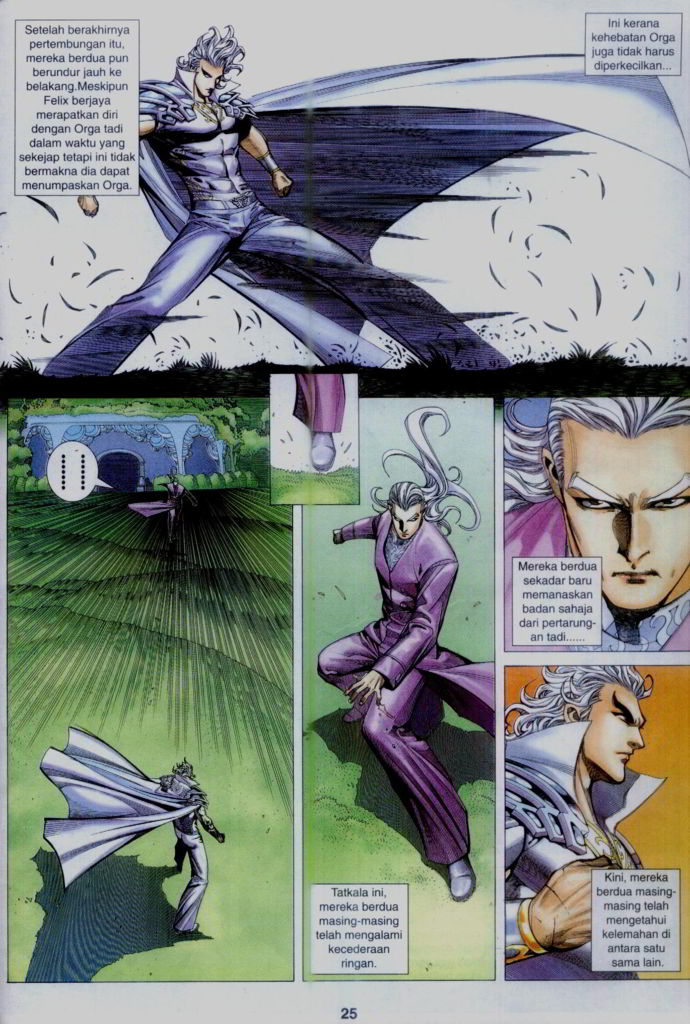 Setelah berakhirnya
pertembungan itu,
mereka berdua pun
berundur jauh ke
belakang.Meskipun
Felix berjaya
merapatkan diri
dengan Orga tadi
dalam waktu yang
sekejap tetapi ini tidak
bermakna dia dapat
menumpaskan Orga.
Ini kerana
kehebatan Orga
juga tidak harus
diperkecilkan...
!!!!!! !!!!!!
Mereka berdua
sekadar baru
memanaskan
badan sahaja
dari pertarung-
an tadi......
Tatkala ini,
mereka berdua
masing-masing
telah mengalami
kecederaan
ringan.
Kini, mereka
berdua masing-
masing telah
mengetahui
kelemahan di
antara satu
sama lain.
25